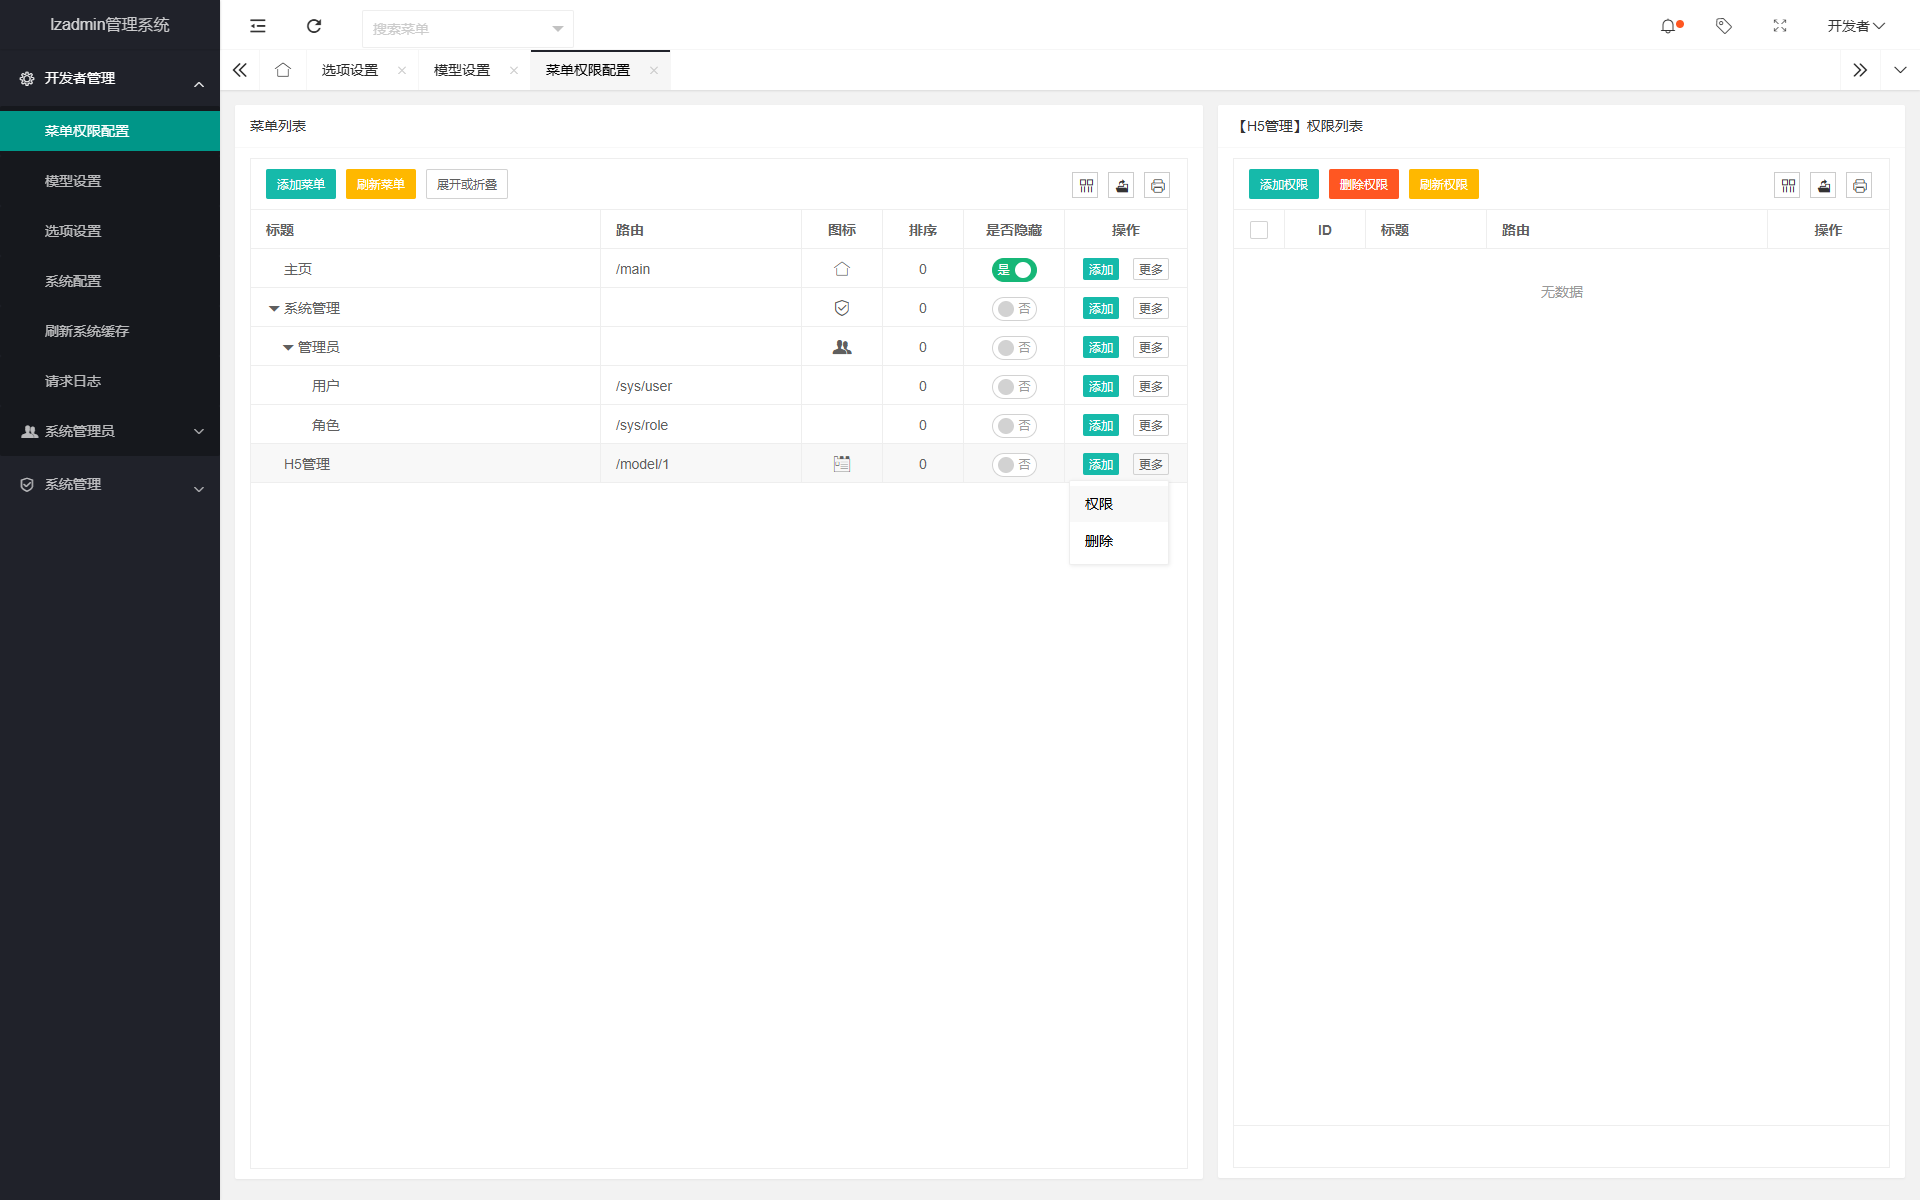 lzadmin管理系统
搜索菜单
开发者
开发者管理
选项设置
模型设置
菜单权限配置
菜单权限配置
模型设置
选项设置
系统配置
刷新系统缓存
请求日志
系统管理员
系统管理
菜单列表
添加菜单 刷新菜单 展开或折叠
标题 路由 图标 排序 是否隐藏 操作
主页 /main 0 是 添加 更多
系统管理 0 否 添加 更多
管理员 0 否 添加 更多
用户 /sys/user 0 否 添加 更多
角色 /sys/role 0 否 添加 更多
H5管理 /model/1 0 否 添加 更多
权限
删除
【H5管理】权限列表
添加权限 删除权限 刷新权限
ID 标题 路由 操作
无数据